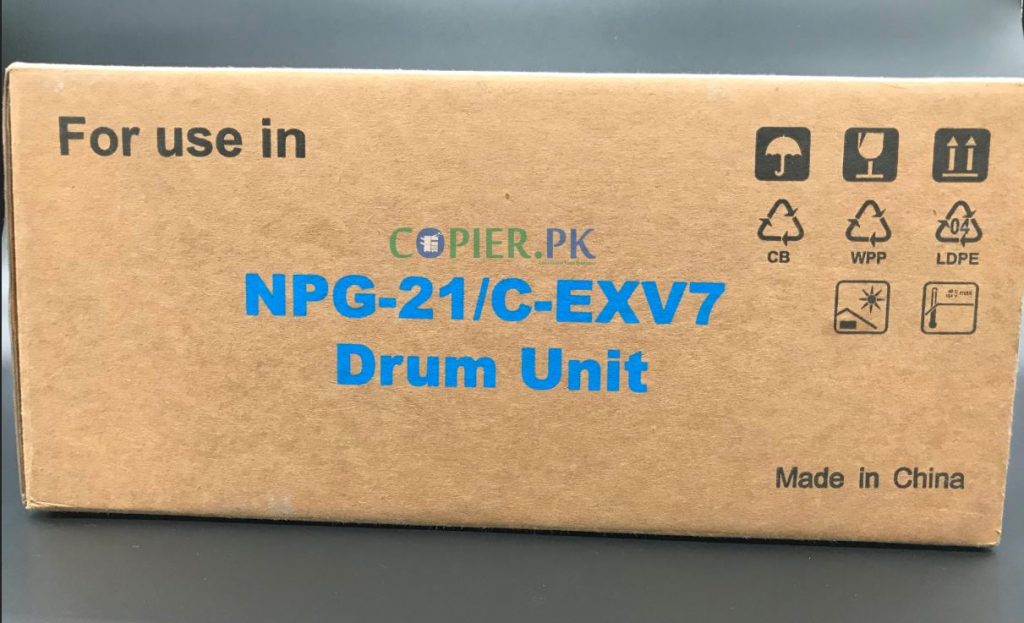 For use in
COPIER.PK
NPG-21/C-EXV7
Drum Unit
CB
WPP
04
LDPE
Made in China